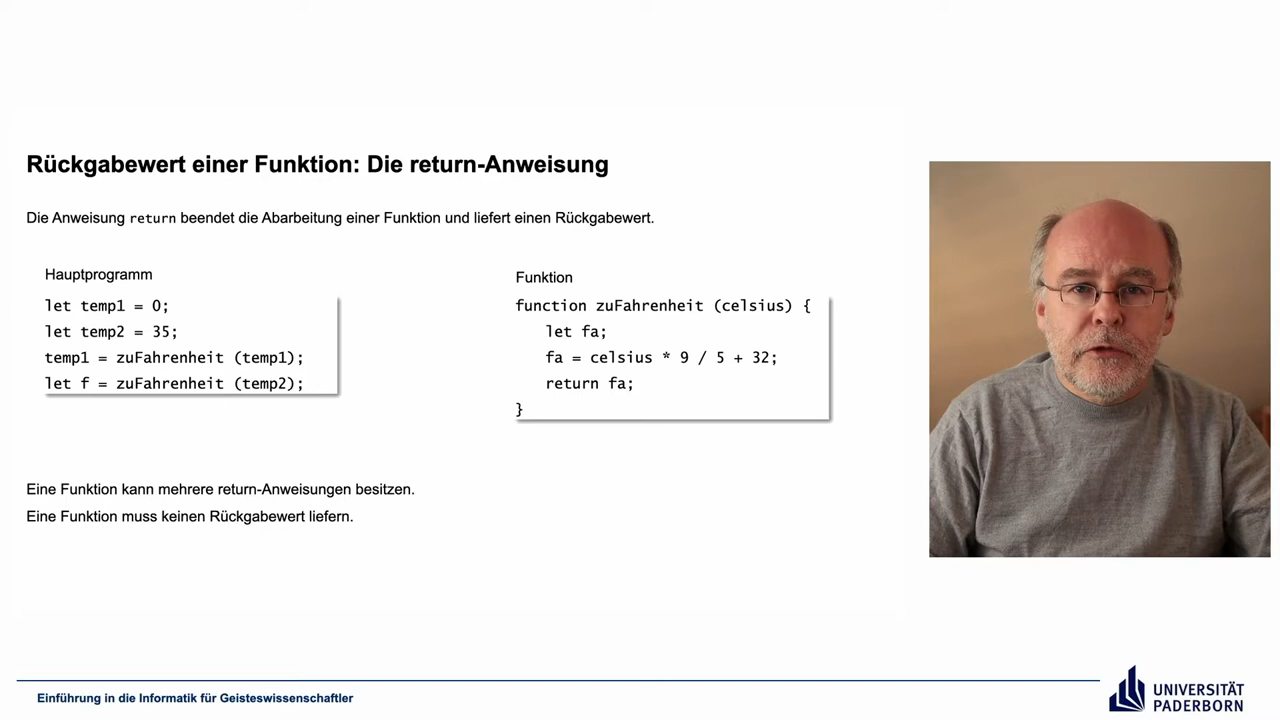 Rückgabewert einer Funktion: Die return-Anweisung
Die Anweisung return beendet die Abarbeitung einer Funktion und liefert einen Rückgabewert.
Hauptprogramm
let temp1 = 0;
let temp2 = 35;
temp1 = zuFahrenheit (temp1);
let f = zuFahrenheit (temp2);
Funktion
function zuFahrenheit (celsius) {
let fa;
fa = celsius * 9 / 5 + 32;
return fa;
}
Eine Funktion kann mehrere return-Anweisungen besitzen.
Eine Funktion muss keinen Rückgabewert liefern.
Einführung in die Informatik für Geisteswissenschaftler
UNIVERSITÄT
PADERBORN